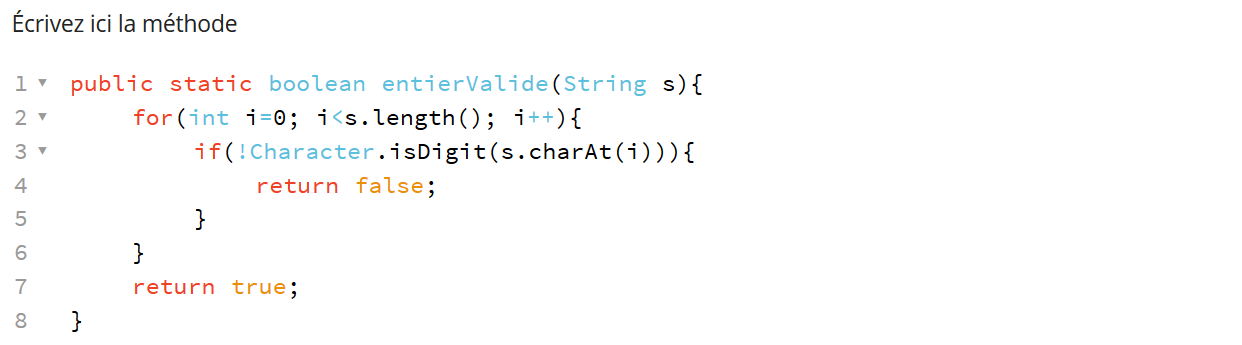 Écrivez ici la méthode
1 public static boolean entierValide(String s){
2 for(int i=0; i<s.length(); i++){
3 if(!Character.isDigit(s.charAt(i))){
4 return false;
5 }
6 }
7 return true;
8 }